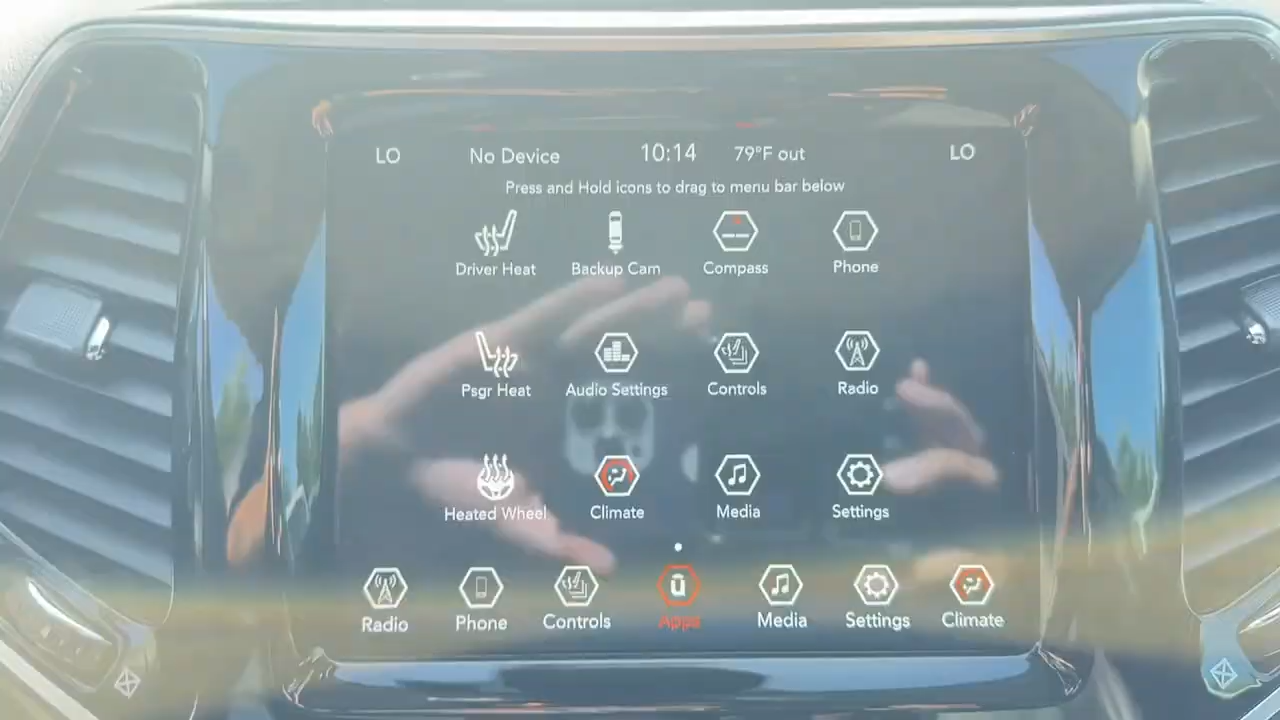 LO No Device 10:14 79°F out LO
Press and Hold icons to drag to menu bar below
Driver Heat Backup Cam Compass Phone
Psgr Heat Audio Settings Controls Radio
Heated Wheel Climate Media Settings
Radio Phone Controls Apps Media Settings Climate